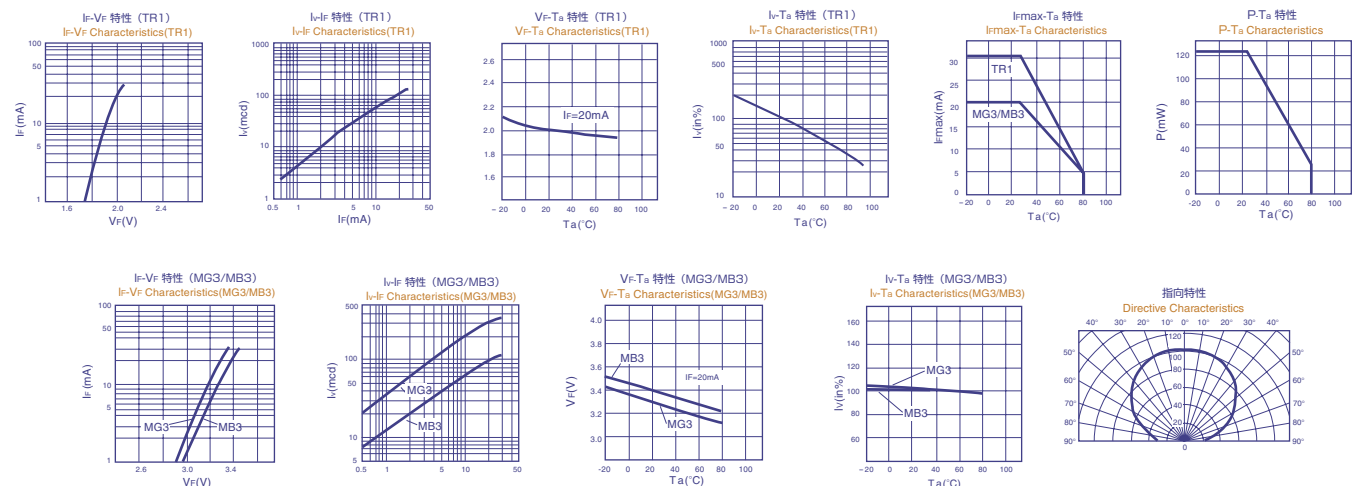 IF-VF 特性（TR1）
IF-VF Characteristics(TR1)
100
50
10
5
1
IF (mA)
1.6 2.0 2.4
VF(V)
IV-IF 特性（TR1）
IV-IF Characteristics(TR1)
1000
100
10
1
IV(mcd)
0.5 1 5 10 50
IF(mA)
VF-Ta 特性（TR1）
VF-Ta Characteristics(TR1)
2.6
2.4
2.2
2.0
1.8
1.6
IF=20mA
-20 0 20 40 60 80 100
Ta(°C)
IV-Ta 特性（TR1）
IV-Ta Characteristics(TR1)
1000
500
100
50
10
IV(in%)
-20 0 20 40 60 80 100
Ta(°C)
IFmax-Ta 特性
IFmax-Ta Characteristics
30
25
20
15
10
5
0
IFmax(mA)
TR1
MG3/MB3
-20 0 20 40 60 80 100
Ta(°C)
P-Ta 特性
P-Ta Characteristics
120
100
80
60
40
20
0
P(mW)
-20 0 20 40 60 80 100
Ta(°C)
IF-VF 特性（MG3/MB3）
IF-VF Characteristics(MG3/MB3)
100
50
10
5
1
IF (mA)
MG3 MB3
2.6 3.0 3.4
VF(V)
IV-IF 特性（MG3/MB3）
IV-IF Characteristics(MG3/MB3)
500
100
50
10
5
IV(mcd)
MG3
MB3
0.5 1 5 10 50
IF(mA)
VF-Ta 特性（MG3/MB3）
VF-Ta Characteristics(MG3/MB3)
4.0
3.8
3.6
3.4
3.2
3.0
VF(V)
MB3
IF=20mA
MG3
-20 0 20 40 60 80 100
Ta(°C)
IV-Ta 特性（MG3/MB3）
IV-Ta Characteristics(MG3/MB3)
160
140
120
100
80
60
IV(in%)
MG3
MB3
-20 0 20 40 60 80 100
Ta(°C)
指向特性
Directive Characteristics
40° 30° 20° 10° 0° 10° 20° 30° 40°
50° 50°
60° 60°
70° 70°
80° 80°
90° 90°
120
100
80
60
40
20
0